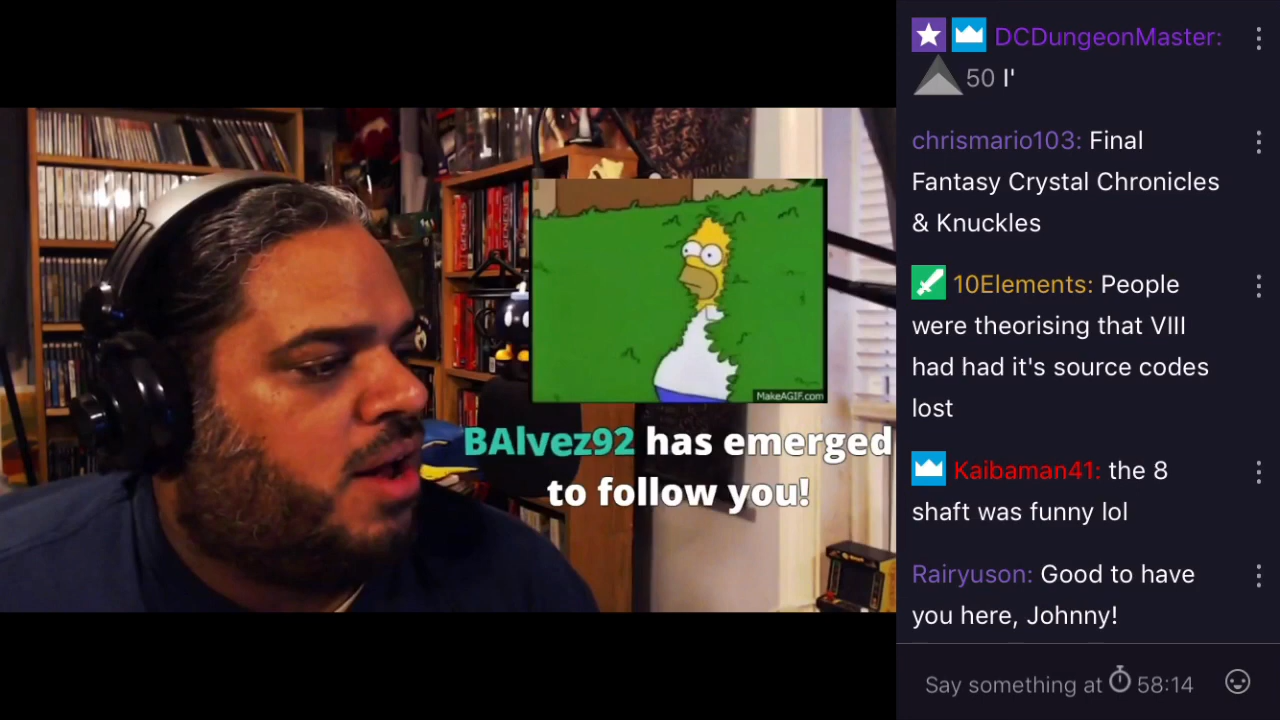 DCDungeonMaster:
50 I'
chrismario103: Final
Fantasy Crystal Chronicles
& Knuckles
10Elements: People
were theorising that VIII
had had it's source codes
lost
Kaibaman41: the 8
shaft was funny lol
Rairyuson: Good to have
you here, Johnny!
Say something at 58:14
GENESIS
GENESIS
MakeAGIF.com
BAlvez92 has emerged
to follow you!